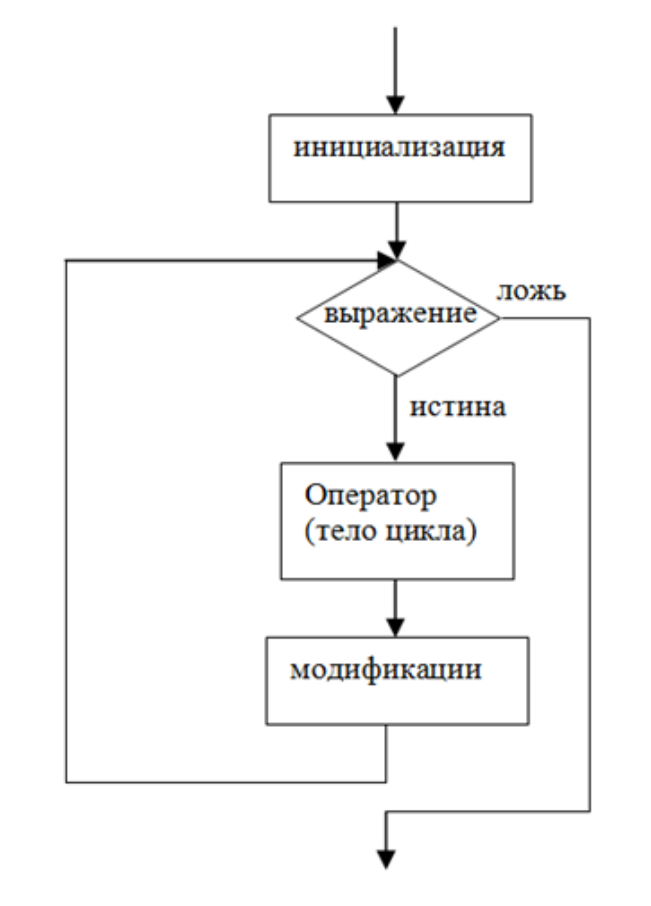 инициализация
выражение
ложь
истина
Оператор
(тело цикла)
модификации